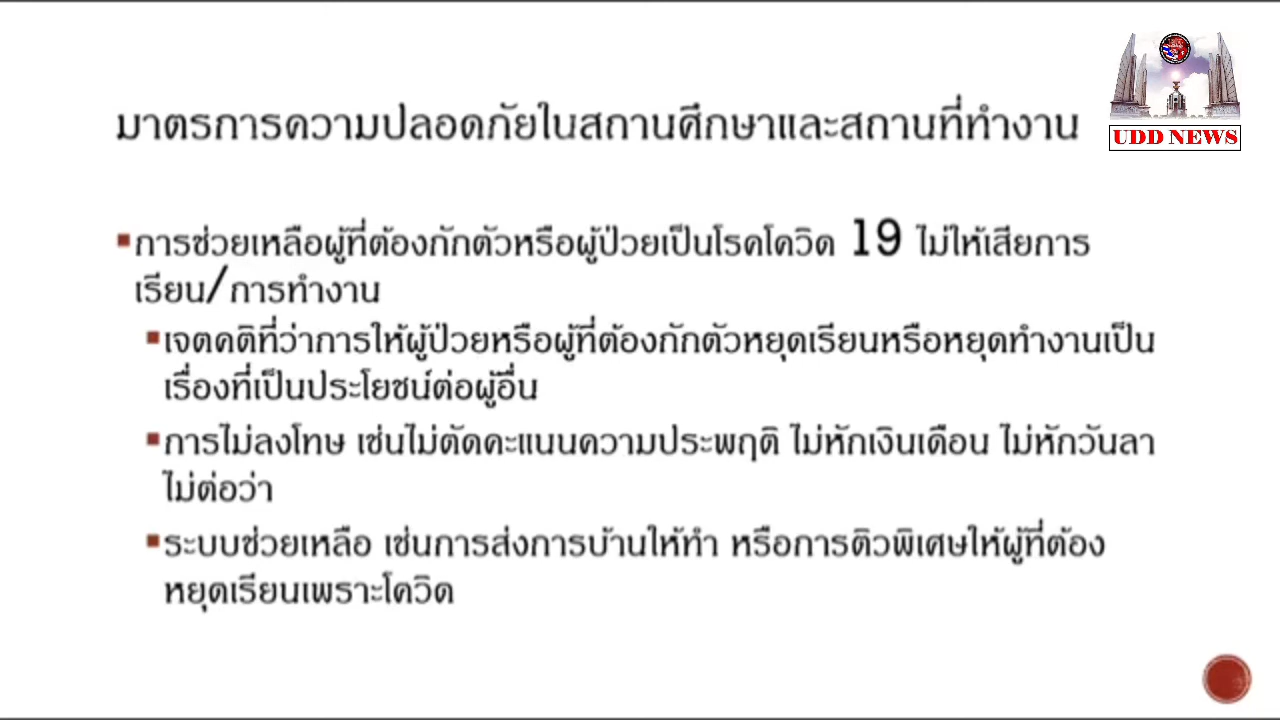 มาตรการความปลอดภัยในสถานศึกษาและสถานที่ทำงาน
UDD NEWS
การช่วยเหลือผู้ที่ต้องกักตัวหรือผู้ป่วยเป็นโรคโควิด 19 ไม่ให้เสียการ
เรียน/การทำงาน
เจตคติที่ว่าการให้ผู้ป่วยหรือผู้ที่ต้องกักตัวหยุดเรียนหรือหยุดทำงานเป็น
เรื่องที่เป็นประโยชน์ต่อผู้อื่น
การไม่ลงโทษ เช่นไม่ตัดคะแนนความประพฤติ ไม่หักเงินเดือน ไม่หักวันลา
ไม่ต่อว่า
ระบบช่วยเหลือ เช่นการส่งการบ้านให้ทำ หรือการติวพิเศษให้ผู้ที่ต้อง
หยุดเรียนเพราะโควิด